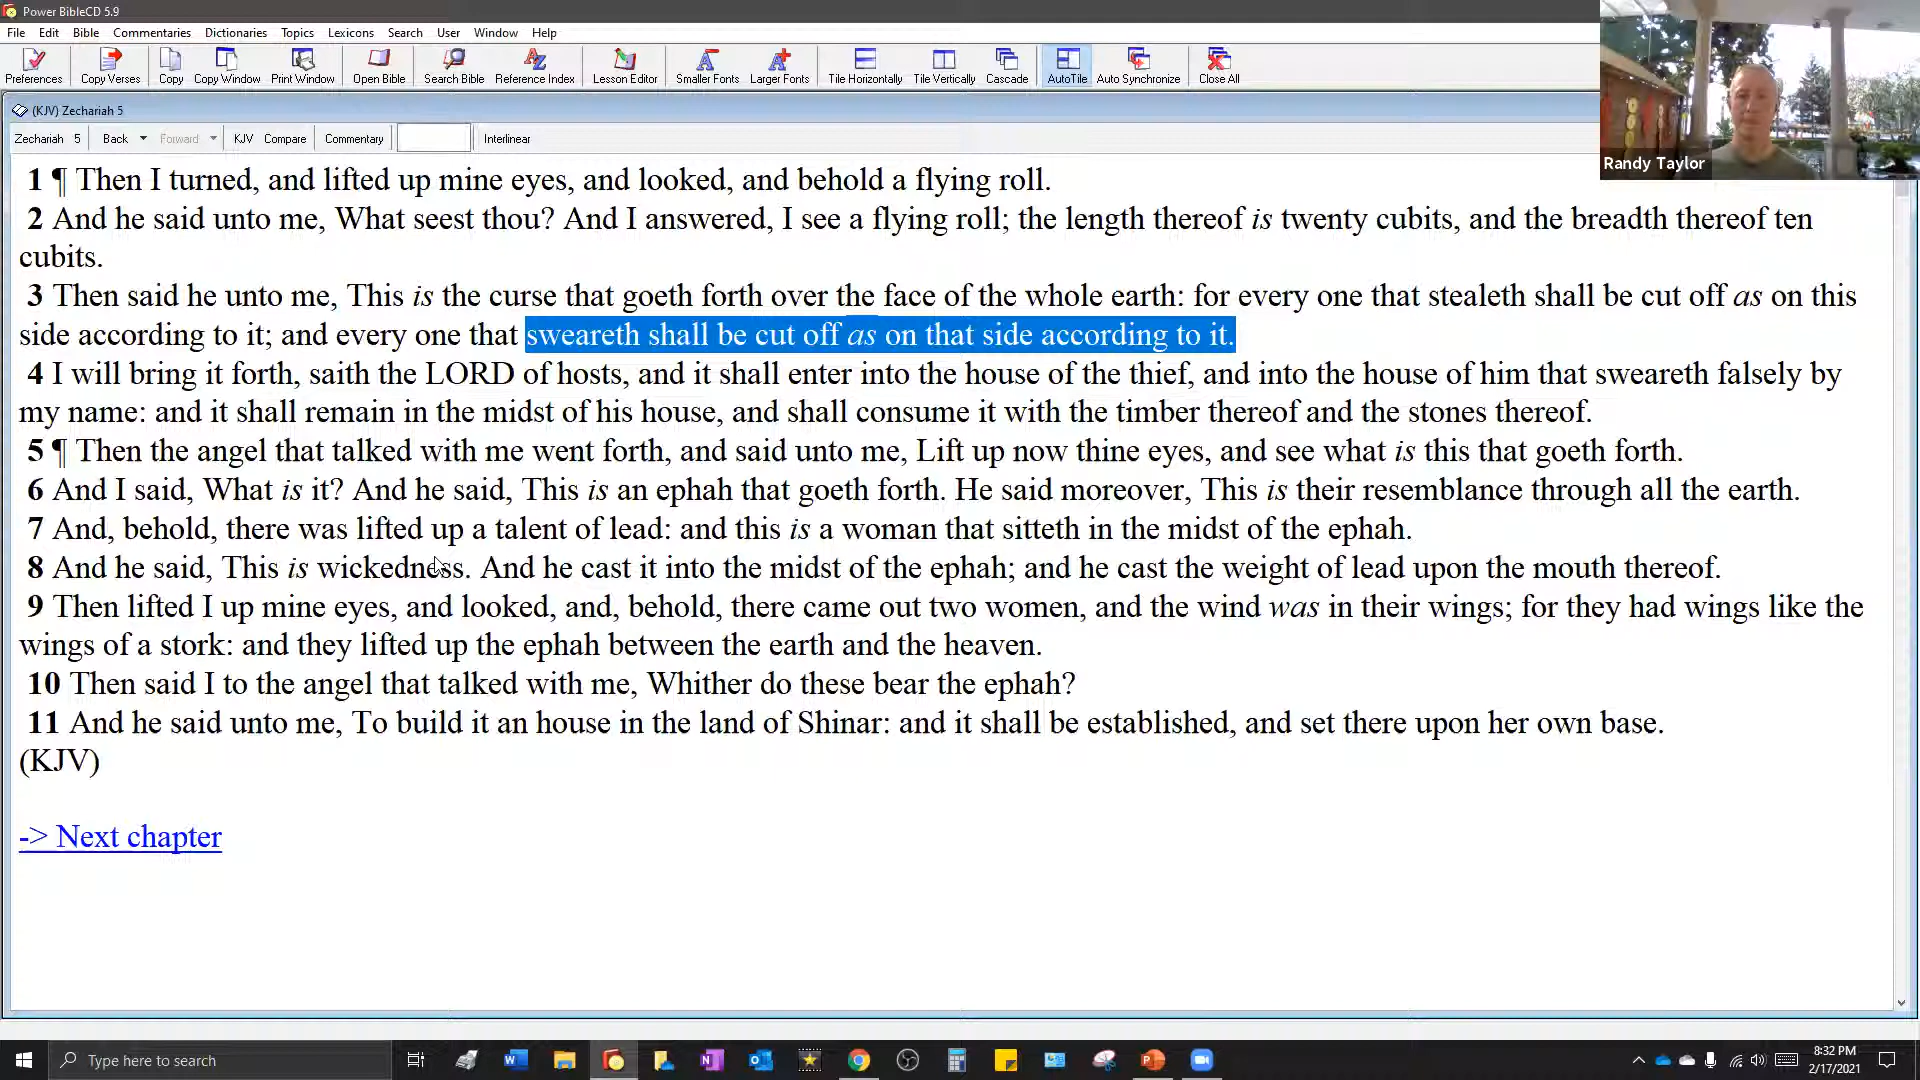 Power BibleCD 5.9
File Edit Bible Commentaries Dictionaries Topics Lexicons Search User Window Help
Preferences Copy Verses Copy Copy Window Print Window Open Bible Search Bible Reference Index Lesson Editor Smaller Fonts Larger Fonts Tile Horizontally Tile Vertically Cascade AutoTile Auto Synchronize Close All
Randy Taylor
(KJV) Zechariah 5
Zechariah 5 Back Forward KJV Compare Commentary Interlinear
1 ¶ Then I turned, and lifted up mine eyes, and looked, and behold a flying roll.
2 And he said unto me, What seest thou? And I answered, I see a flying roll; the length thereof is twenty cubits, and the breadth thereof ten
cubits.
3 Then said he unto me, This is the curse that goeth forth over the face of the whole earth: for every one that stealeth shall be cut off as on this
side according to it; and every one that sweareth shall be cut off as on that side according to it.
4 I will bring it forth, saith the LORD of hosts, and it shall enter into the house of the thief, and into the house of him that sweareth falsely by
my name: and it shall remain in the midst of his house, and shall consume it with the timber thereof and the stones thereof.
5 ¶ Then the angel that talked with me went forth, and said unto me, Lift up now thine eyes, and see what is this that goeth forth.
6 And I said, What is it? And he said, This is an ephah that goeth forth. He said moreover, This is their resemblance through all the earth.
7 And, behold, there was lifted up a talent of lead: and this is a woman that sitteth in the midst of the ephah.
8 And he said, This is wickedness. And he cast it into the midst of the ephah; and he cast the weight of lead upon the mouth thereof.
9 Then lifted I up mine eyes, and looked, and, behold, there came out two women, and the wind was in their wings; for they had wings like the
wings of a stork: and they lifted up the ephah between the earth and the heaven.
10 Then said I to the angel that talked with me, Whither do these bear the ephah?
11 And he said unto me, To build it an house in the land of Shinar: and it shall be established, and set there upon her own base.
(KJV)
-> Next chapter
Type here to search
8:32 PM
2/17/2021